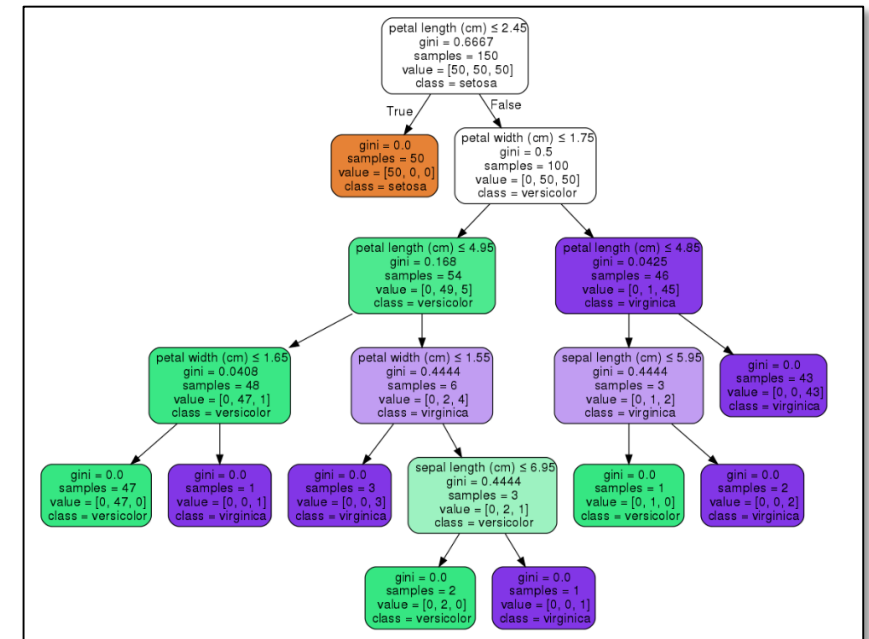 petal length (cm) ≤ 2.45
gini = 0.6667
samples = 150
value = [50, 50, 50]
class = setosa
True
False
gini = 0.0
samples = 50
value = [50, 0, 0]
class = setosa
petal width (cm) ≤ 1.75
gini = 0.5
samples = 100
value = [0, 50, 50]
class = versicolor
petal length (cm) ≤ 4.95
gini = 0.168
samples = 54
value = [0, 49, 5]
class = versicolor
petal length (cm) ≤ 4.85
gini = 0.0425
samples = 46
value = [0, 1, 45]
class = virginica
petal width (cm) ≤ 1.65
gini = 0.0408
samples = 48
value = [0, 47, 1]
class = versicolor
petal width (cm) ≤ 1.55
gini = 0.4444
samples = 6
value = [0, 2, 4]
class = virginica
sepal length (cm) ≤ 5.95
gini = 0.4444
samples = 3
value = [0, 1, 2]
class = virginica
gini = 0.0
samples = 43
value = [0, 0, 43]
class = virginica
gini = 0.0
samples = 47
value = [0, 47, 0]
class = versicolor
gini = 0.0
samples = 1
value = [0, 0, 1]
class = virginica
gini = 0.0
samples = 3
value = [0, 0, 3]
class = virginica
sepal length (cm) ≤ 6.95
gini = 0.4444
samples = 3
value = [0, 2, 1]
class = versicolor
gini = 0.0
samples = 1
value = [0, 1, 0]
class = versicolor
gini = 0.0
samples = 2
value = [0, 0, 2]
class = virginica
gini = 0.0
samples = 2
value = [0, 2, 0]
class = versicolor
gini = 0.0
samples = 1
value = [0, 0, 1]
class = virginica